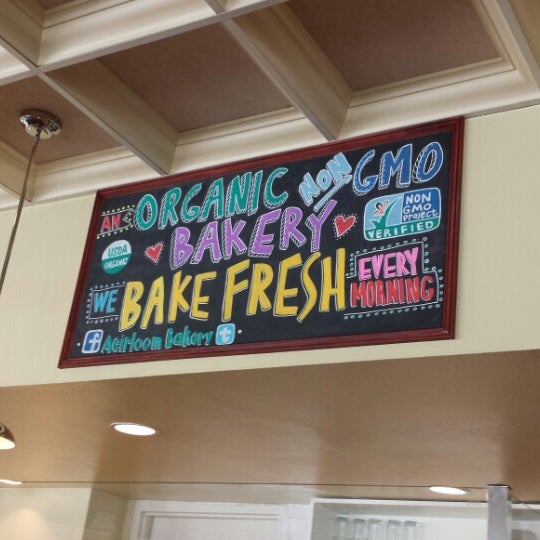 AN ORGANIC NON GMO
BAKERY
NON
GMO
PROJECT
VERIFIED
USDA
ORGANIC
WE BAKE FRESH EVERY
MORNING
f Heirloom Bakery t